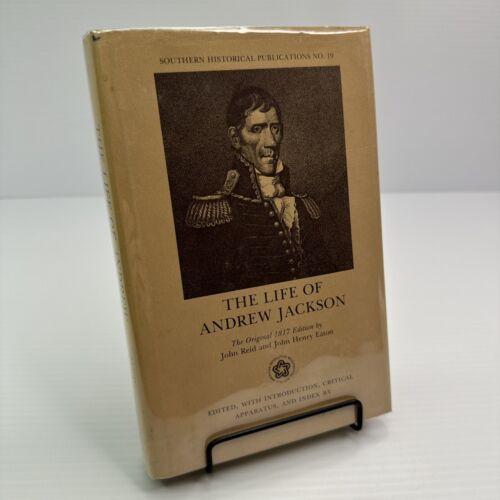 SOUTHERN HISTORICAL PUBLICATIONS NO. 19
THE LIFE OF
ANDREW JACKSON
The Original 1817 Edition by
John Reid and John Henry Eaton
EDITED, WITH INTRODUCTION, CRITICAL
APPARATUS, AND INDEX BY
THE LIFE OF ANDREW